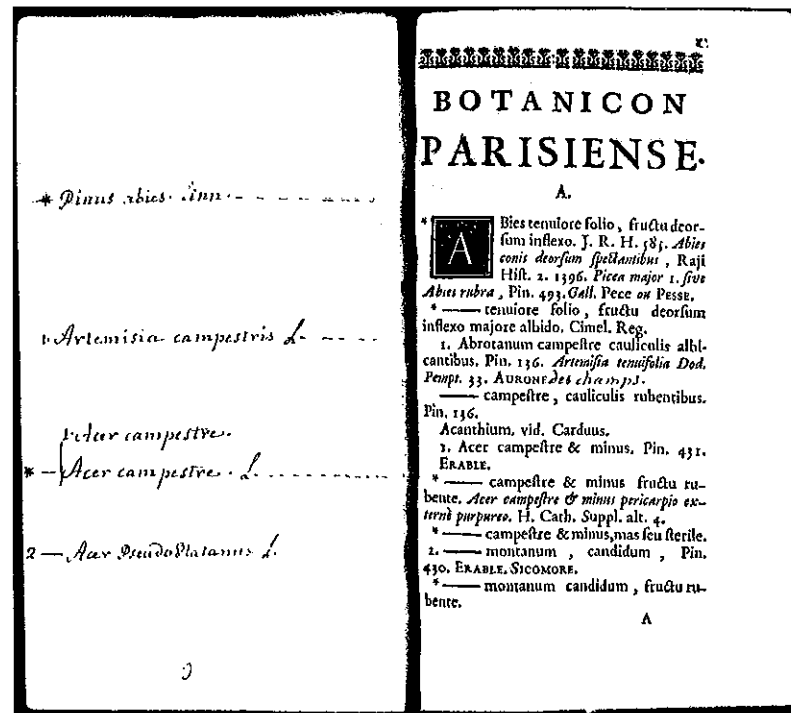 * Pinus abies. Linn.
1. Artemisia campestris L.
1. Acer campestre.
* — Acer campestre. L.
2 — Acer PseudoPlatanus L.
BOTANICON
PARISIENSE.
A.
* ABies tenuiore folio, fructu deor-
sum inflexo. J. R. H. 585. Abies
conis deorsum spectantibus, Raji
Hist. 2. 1396. Picea major 1. sive
Abies rubra, Pin. 493. Gall. Pece ou PESSE.
* —— tenuiore folio, fructu deorsum
inflexo majore albido. Cimel. Reg.
1. Abrotanum campestre cauliculis albi-
cantibus. Pin. 136. Artemisia tenuifolia Dod.
Pempt. 33. AURONE des champs.
—— campestre, cauliculis rubentibus.
Pin. 136.
Acanthium. vid. Carduus.
1. Acer campestre & minus. Pin. 431.
ERABLE.
* —— campestre & minus fructu ru-
bente. Acer campestre & minus pericarpio ex-
ternè purpureo. H. Cath. Suppl. alt. 4.
* —— campestre & minus, mas seu sterile.
2. —— montanum, candidum, Pin.
430. ERABLE. SICOMORE.
* —— montanum candidum, fructu ru-
bente.
A